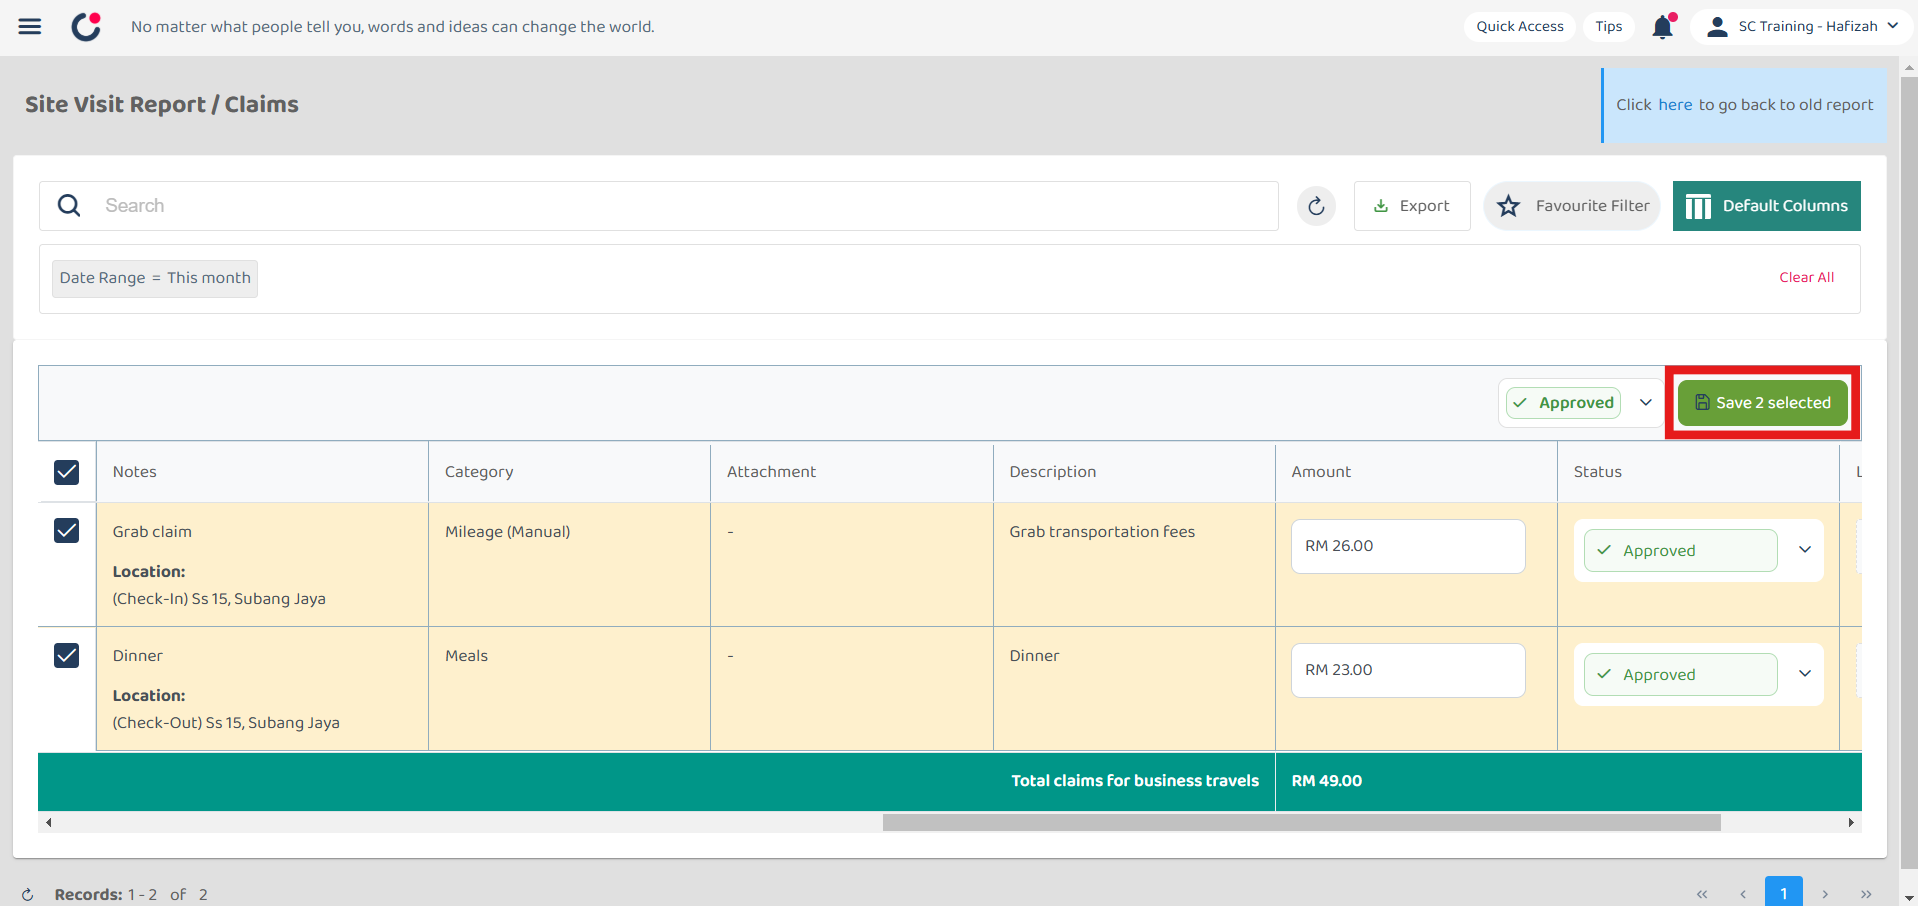 No matter what people tell you, words and ideas can change the world.
Quick Access
Tips
SC Training - Hafizah
Site Visit Report / Claims
Click here to go back to old report
Search
Export
Favourite Filter
Default Columns
Date Range = This month
Clear All
Approved
Save 2 selected
Notes
Category
Attachment
Description
Amount
Status
Grab claim
Location:
(Check-In) Ss 15, Subang Jaya
Mileage (Manual)
-
Grab transportation fees
RM 26.00
Approved
Dinner
Location:
(Check-Out) Ss 15, Subang Jaya
Meals
-
Dinner
RM 23.00
Approved
Total claims for business travels
RM 49.00
Records: 1 - 2 of 2
« ‹ 1 › »